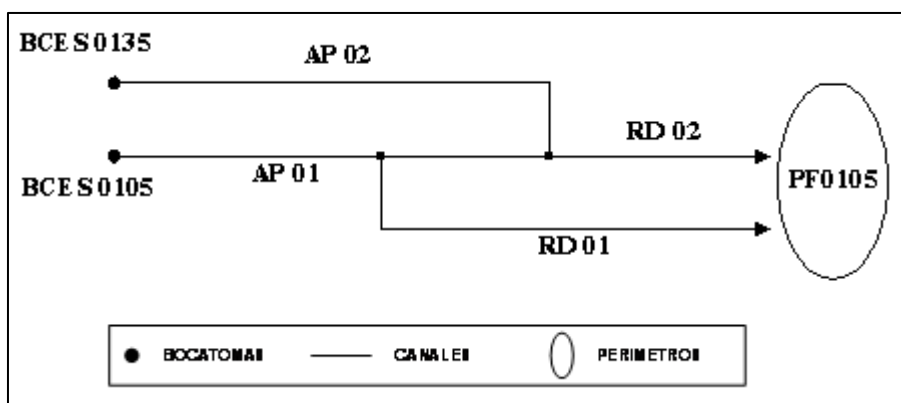 BCES0135
AP 02
RD 02
BCES0105
AP 01
PF0105
RD 01
BOCATOMAS
CANALES
PERIMETROS